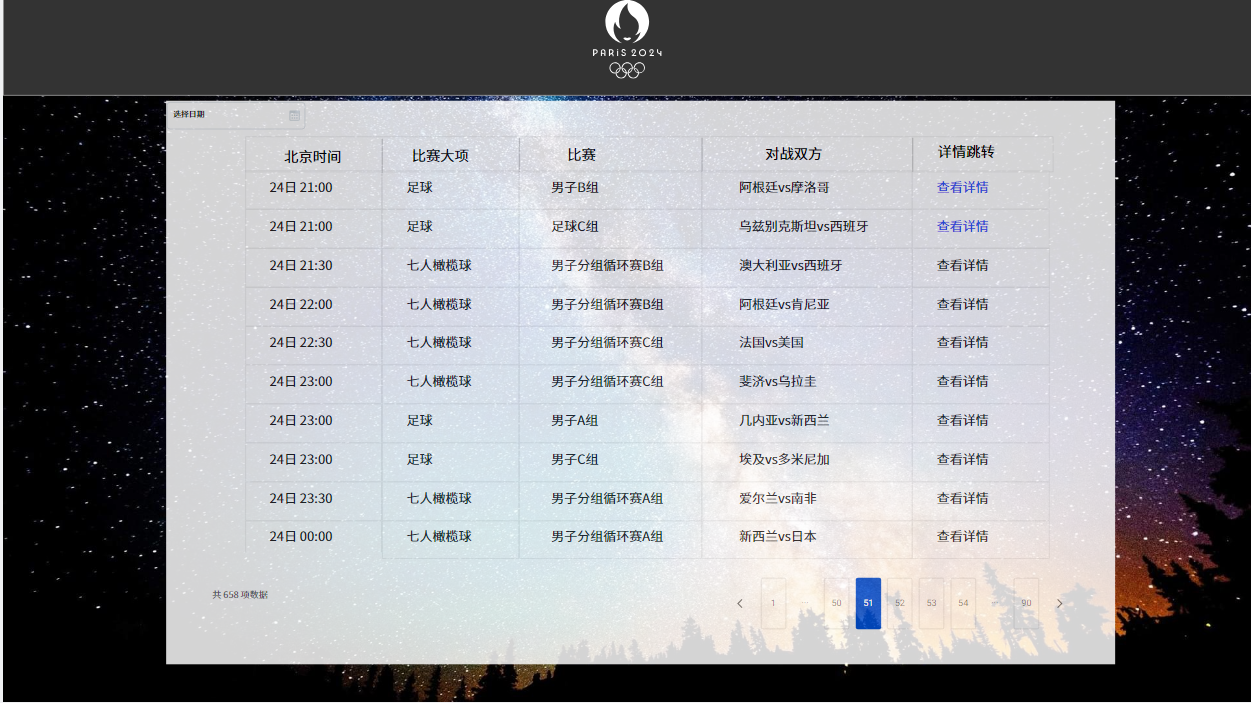 PARIS 2024
选择日期
北京时间 比赛大项 比赛 对战双方 详情跳转
24日 21:00 足球 男子B组 阿根廷vs摩洛哥 查看详情
24日 21:00 足球 足球C组 乌兹别克斯坦vs西班牙 查看详情
24日 21:30 七人橄榄球 男子分组循环赛B组 澳大利亚vs西班牙 查看详情
24日 22:00 七人橄榄球 男子分组循环赛B组 阿根廷vs肯尼亚 查看详情
24日 22:30 七人橄榄球 男子分组循环赛C组 法国vs美国 查看详情
24日 23:00 七人橄榄球 男子分组循环赛C组 斐济vs乌拉圭 查看详情
24日 23:00 足球 男子A组 几内亚vs新西兰 查看详情
24日 23:00 足球 男子C组 埃及vs多米尼加 查看详情
24日 23:30 七人橄榄球 男子分组循环赛A组 爱尔兰vs南非 查看详情
24日 00:00 七人橄榄球 男子分组循环赛A组 新西兰vs日本 查看详情
共 658 项数据 < 1 ··· 50 51 52 53 54 ··· 90 >